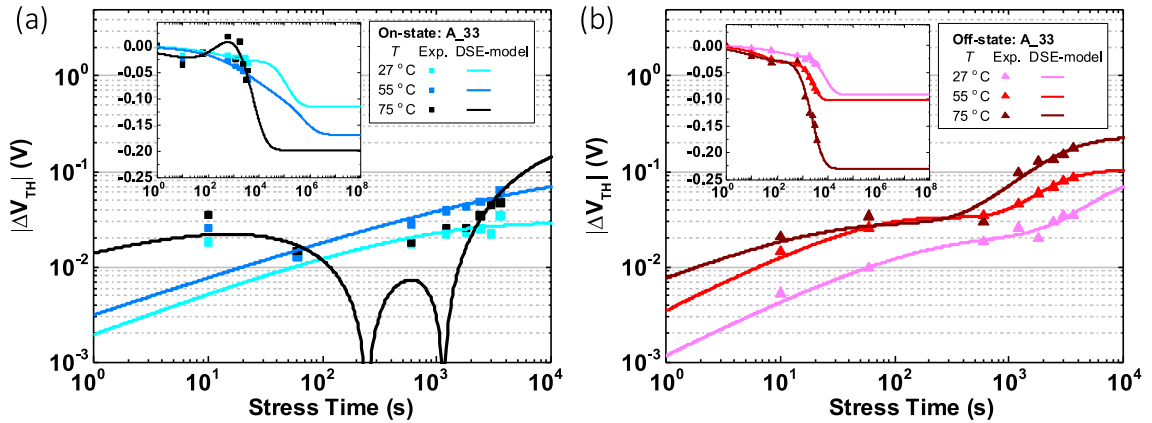 (a)
|ΔV_TH| (V)
10^0
10^-1
10^-2
10^-3
10^0 10^1 10^2 10^3 10^4
Stress Time (s)
0.00
-0.05
-0.10
-0.15
-0.20
-0.25
10^0 10^2 10^4 10^6 10^8
On-state: A_33
T Exp. DSE-model
27 °C
55 °C
75 °C
(b)
|ΔV_TH| (V)
10^0
10^-1
10^-2
10^-3
10^0 10^1 10^2 10^3 10^4
Stress Time (s)
0.00
-0.05
-0.10
-0.15
-0.20
-0.25
10^0 10^2 10^4 10^6 10^8
Off-state: A_33
T Exp. DSE-model
27 °C
55 °C
75 °C